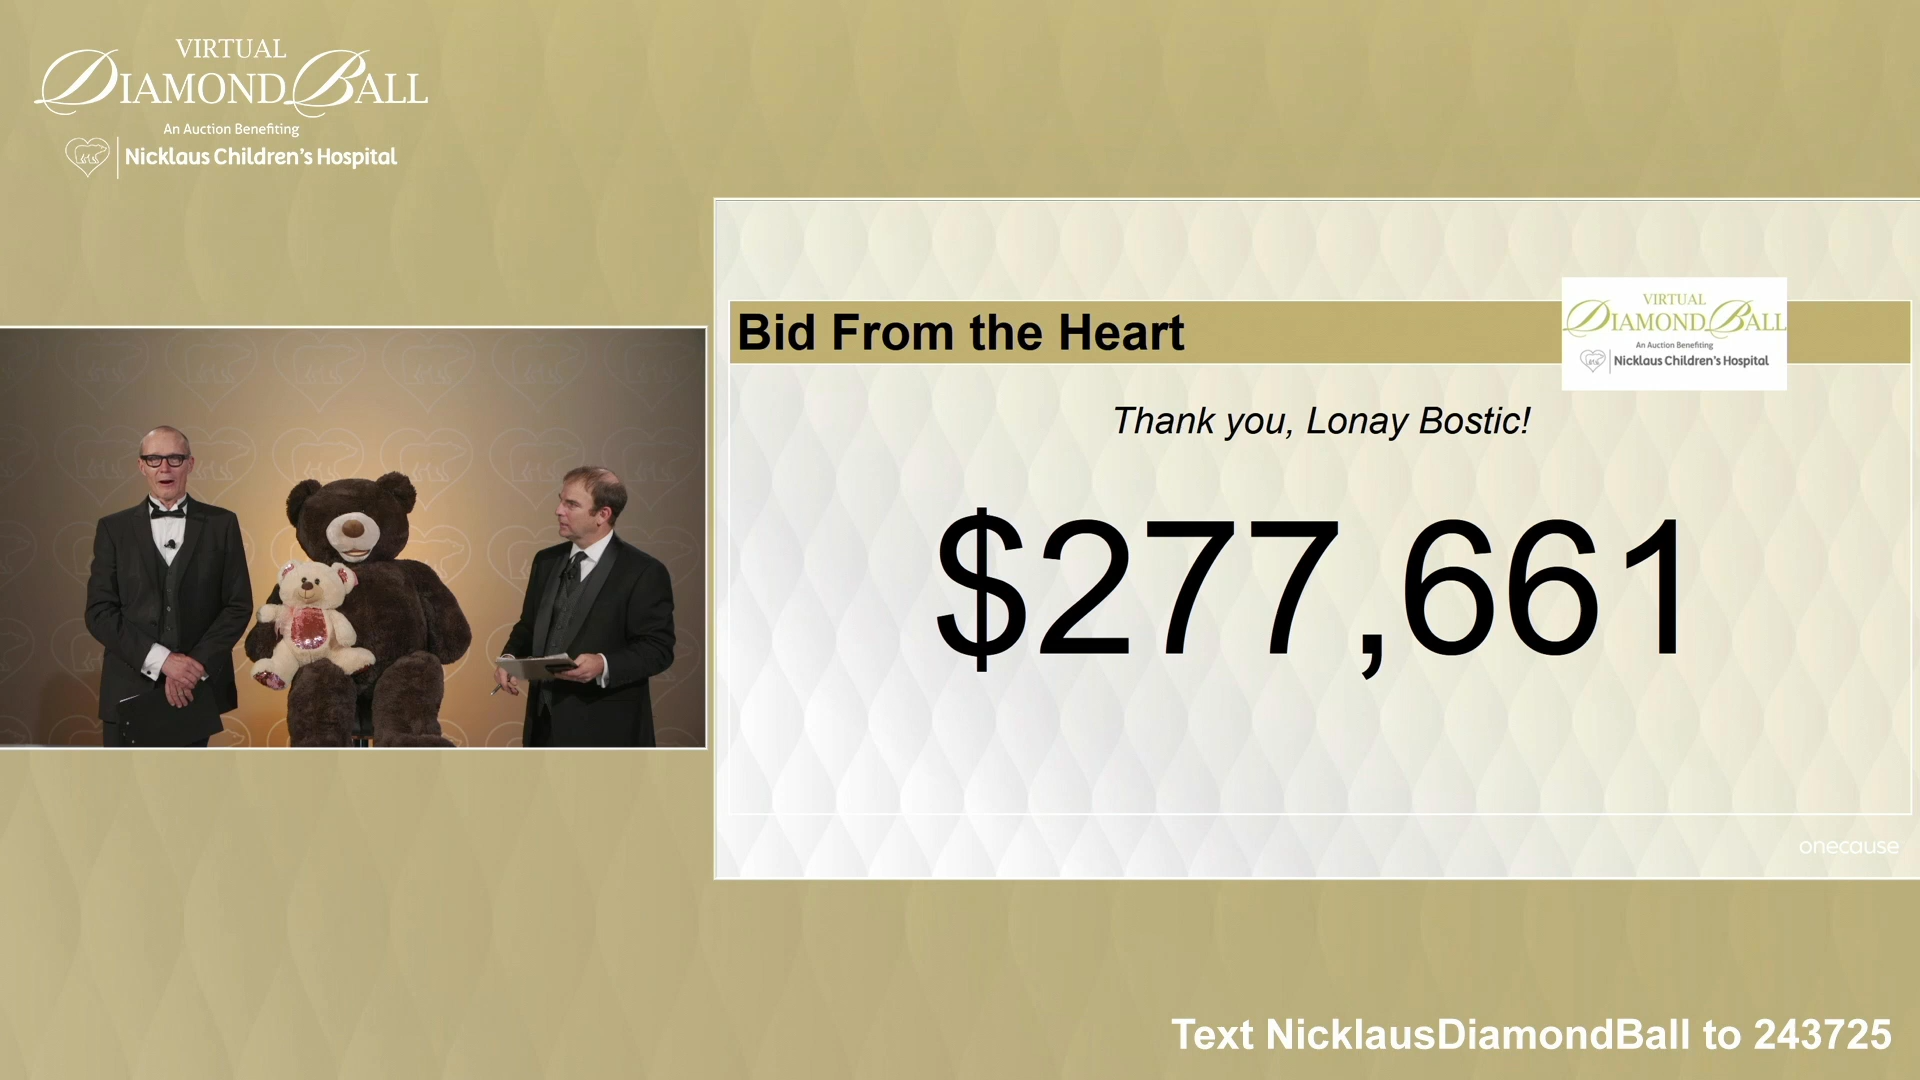 VIRTUAL
DIAMOND BALL
An Auction Benefiting
Nicklaus Children's Hospital
Bid From the Heart
VIRTUAL
DIAMOND BALL
An Auction Benefiting
Nicklaus Children's Hospital
Thank you, Lonay Bostic!
$277,661
onecause
Text NicklausDiamondBall to 243725